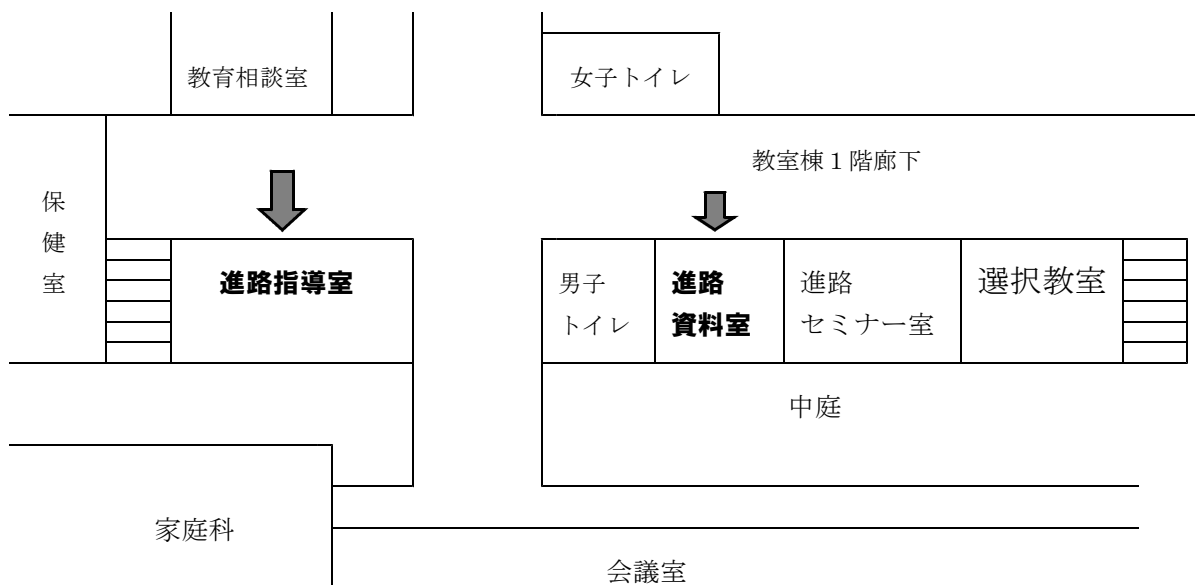 教育相談室
女子トイレ
教室棟１階廊下
保健室
進路指導室
男子
トイレ
進路
資料室
進路
セミナー室
選択教室
中庭
家庭科
会議室